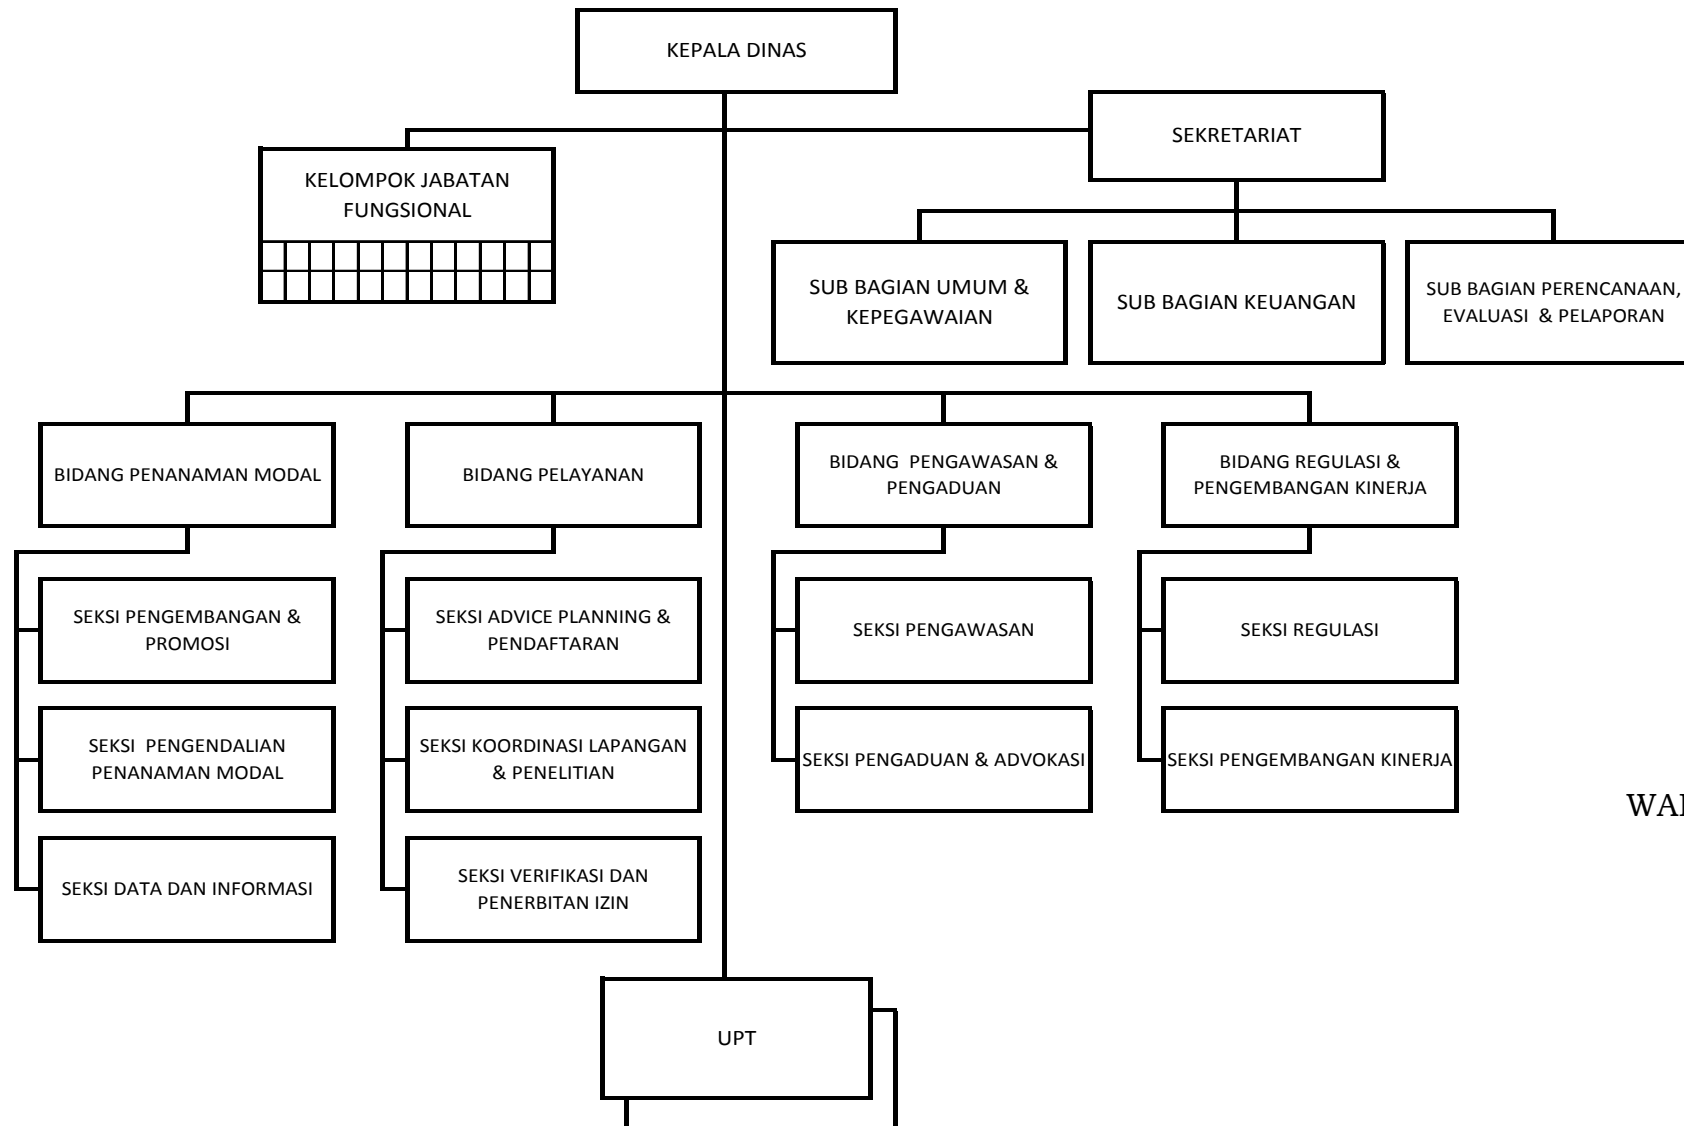 KEPALA DINAS
SEKRETARIAT
KELOMPOK JABATAN
FUNGSIONAL
SUB BAGIAN UMUM &
KEPEGAWAIAN
SUB BAGIAN KEUANGAN
SUB BAGIAN PERENCANAAN,
EVALUASI & PELAPORAN
BIDANG PENANAMAN MODAL
BIDANG PELAYANAN
BIDANG PENGAWASAN &
PENGADUAN
BIDANG REGULASI &
PENGEMBANGAN KINERJA
SEKSI PENGEMBANGAN &
PROMOSI
SEKSI ADVICE PLANNING &
PENDAFTARAN
SEKSI PENGAWASAN
SEKSI REGULASI
SEKSI PENGENDALIAN
PENANAMAN MODAL
SEKSI KOORDINASI LAPANGAN
& PENELITIAN
SEKSI PENGADUAN & ADVOKASI
SEKSI PENGEMBANGAN KINERJA
SEKSI DATA DAN INFORMASI
SEKSI VERIFIKASI DAN
PENERBITAN IZIN
UPT